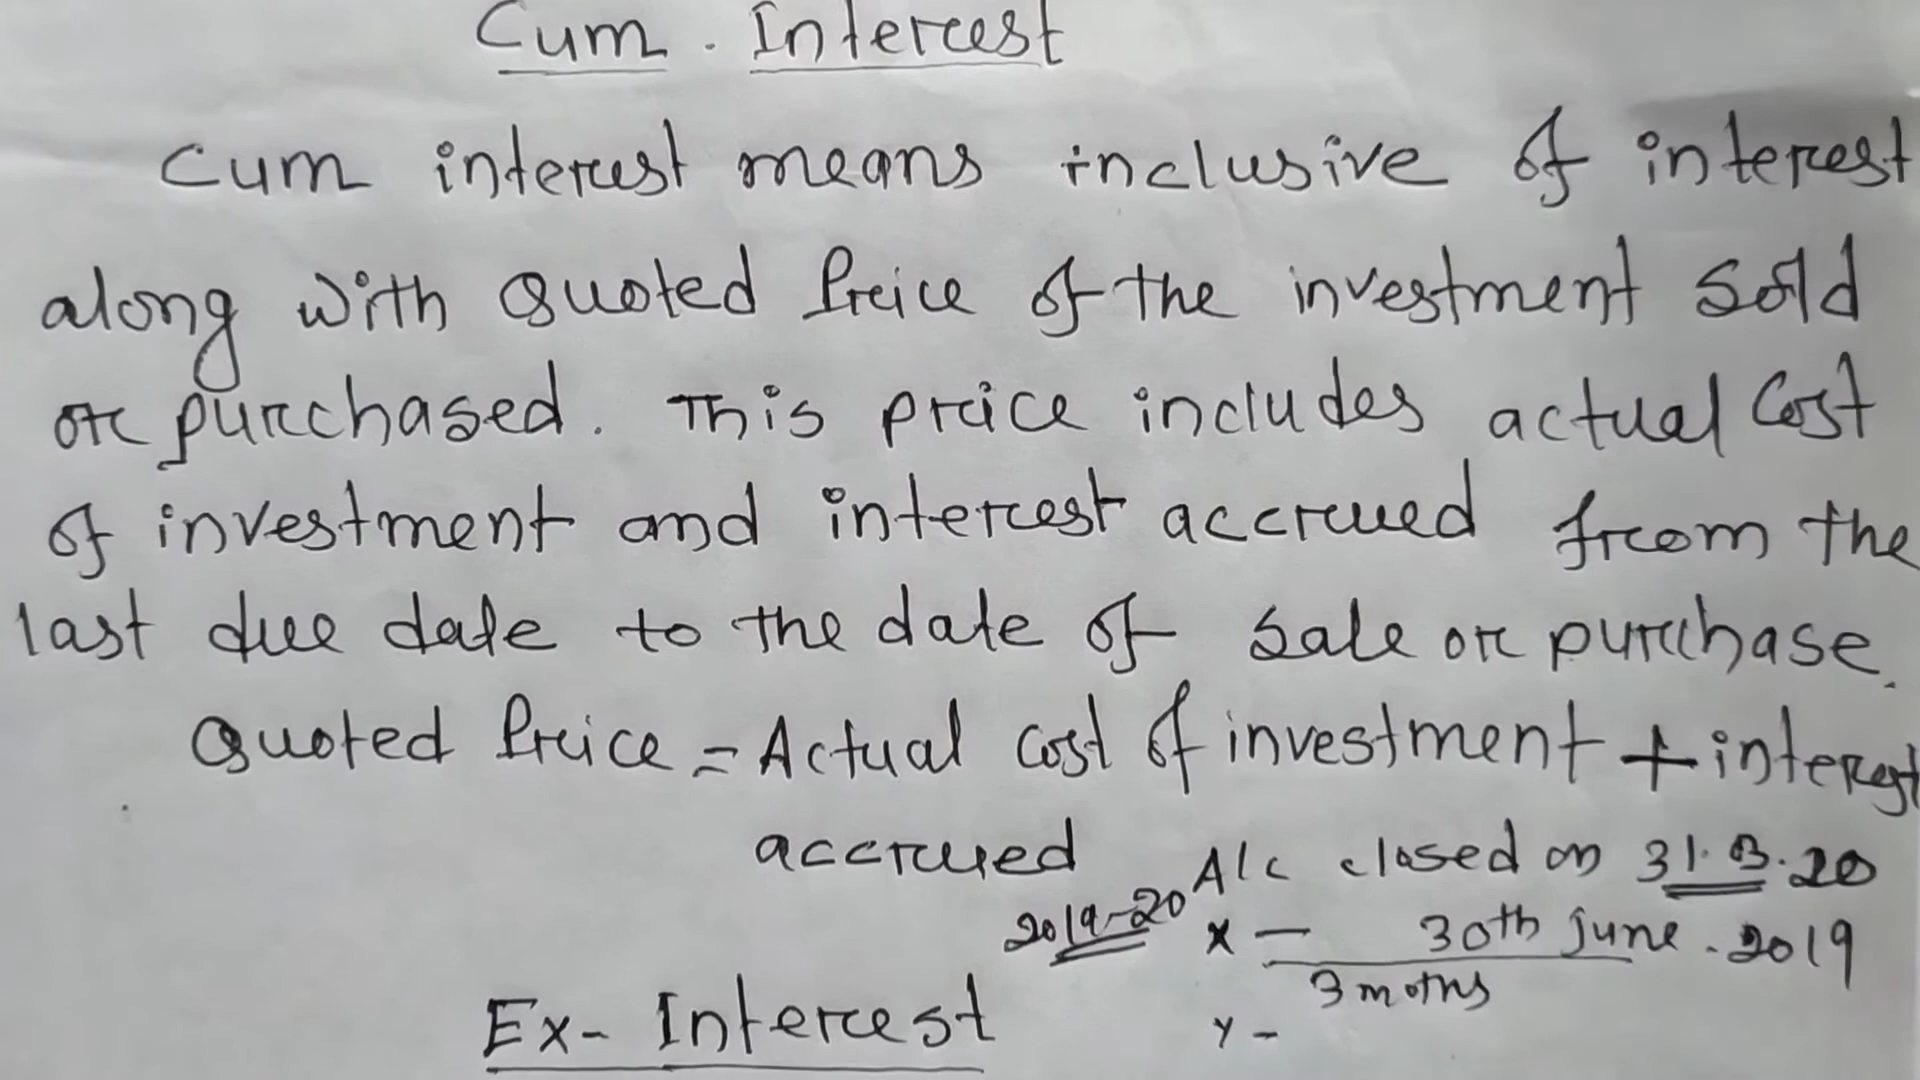 Cum. Interest
Cum interest means inclusive of interest
along with Quoted Price of the investment sold
or purchased. This price includes actual Cost
of investment and interest accrued from the
last due date to the date of sale or purchase.
Quoted Price = Actual cost of investment + interest
accrued
A/c closed on 31.3.20
2019-20
X — 30th june. 2019
3 moths
Y -
Ex- Interest